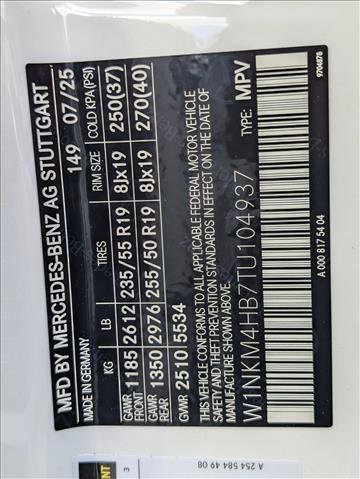 MFD BY MERCEDES-BENZ AG STUTTGART
MADE IN GERMANY 149 07/25
KG LB TIRES RIM SIZE COLD KPA(PSI)
GAWR FRONT 1185 2612 235/55 R19 8Jx19 250(37)
GAWR REAR 1350 2976 255/50 R19 8Jx19 270(40)
GVWR 2510 5534
THIS VEHICLE CONFORMS TO ALL APPLICABLE FEDERAL MOTOR VEHICLE
SAFETY AND THEFT PREVENTION STANDARDS IN EFFECT ON THE DATE OF
MANUFACTURE SHOWN ABOVE.
W1NKM4HB7TU104937 TYPE: MPV
A 000 817 54 04
9704878
A 254 584 49 08